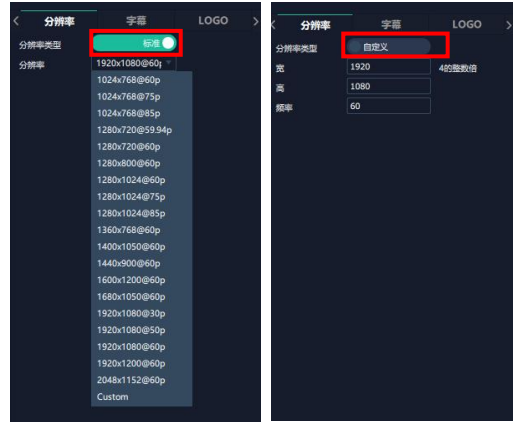 分辨率 字幕 LOGO
分辨率类型 标准
分辨率 1920x1080@60p
1024x768@60p
1024x768@75p
1024x768@85p
1280x720@59.94p
1280x720@60p
1280x800@60p
1280x1024@60p
1280x1024@75p
1280x1024@85p
1360x768@60p
1400x1050@60p
1440x900@60p
1600x1200@60p
1680x1050@60p
1920x1080@30p
1920x1080@50p
1920x1080@60p
1920x1200@60p
2048x1152@60p
Custom
分辨率 字幕 LOGO
分辨率类型 自定义
宽 1920 4的整数倍
高 1080
频率 60